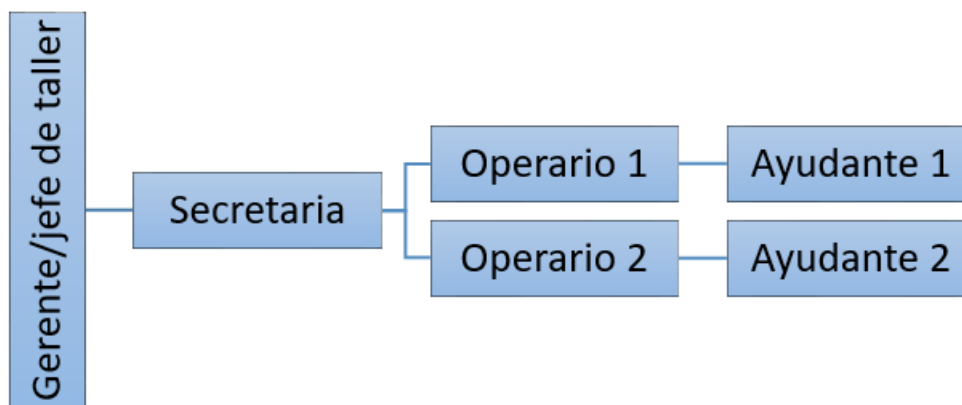 Gerente/jefe de taller
Secretaria
Operario 1
Ayudante 1
Operario 2
Ayudante 2